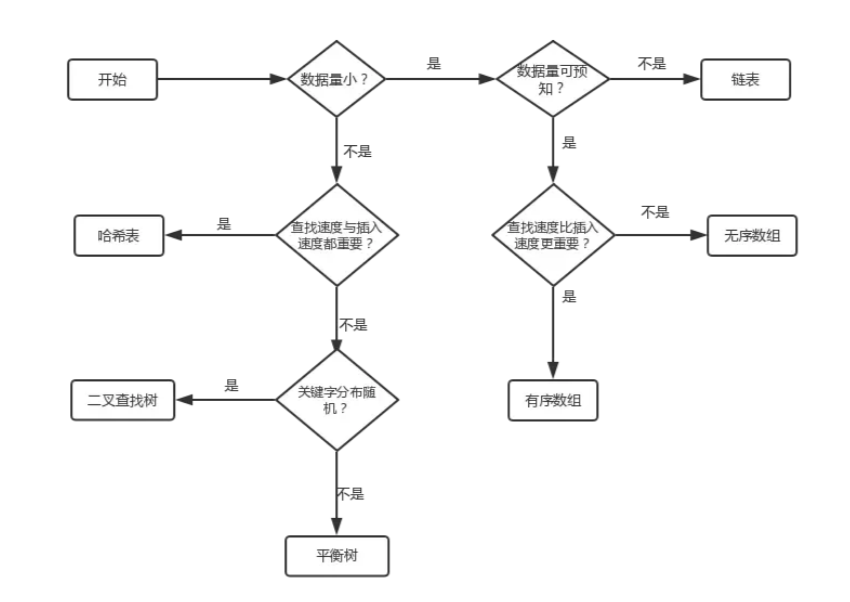 开始
数据量小？
是
数据量可预
知？
不是
链表
不是
是
哈希表
是
查找速度与插入
速度都重要？
查找速度比插入
速度更重要？
不是
无序数组
不是
是
二叉查找树
是
关键字分布随
机？
有序数组
不是
平衡树